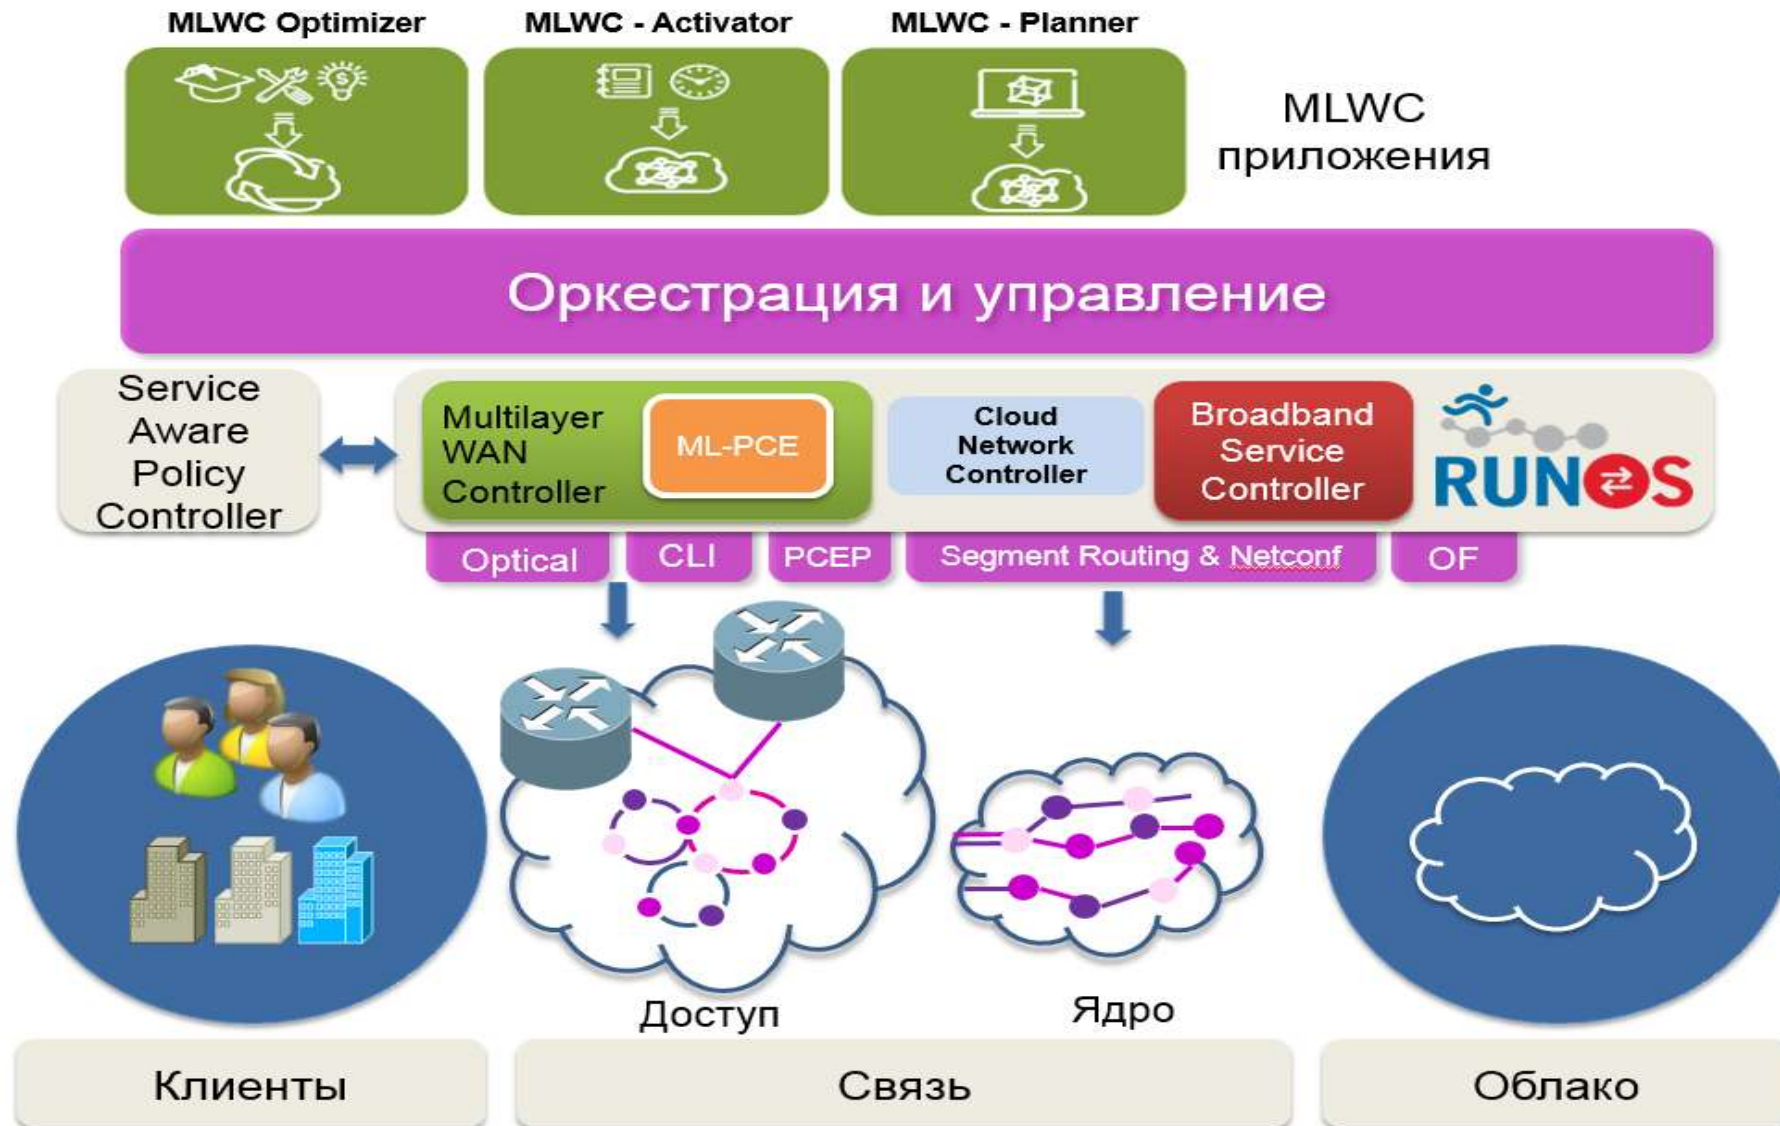 MLWC Optimizer
MLWC - Activator
MLWC - Planner
MLWC
приложения
Оркестрация и управление
Service
Aware
Policy
Controller
Multilayer
WAN
Controller
ML-PCE
Cloud
Network
Controller
Broadband
Service
Controller
RUNOS
Optical
CLI
PCEP
Segment Routing & Netconf
OF
Доступ
Ядро
Клиенты
Связь
Облако